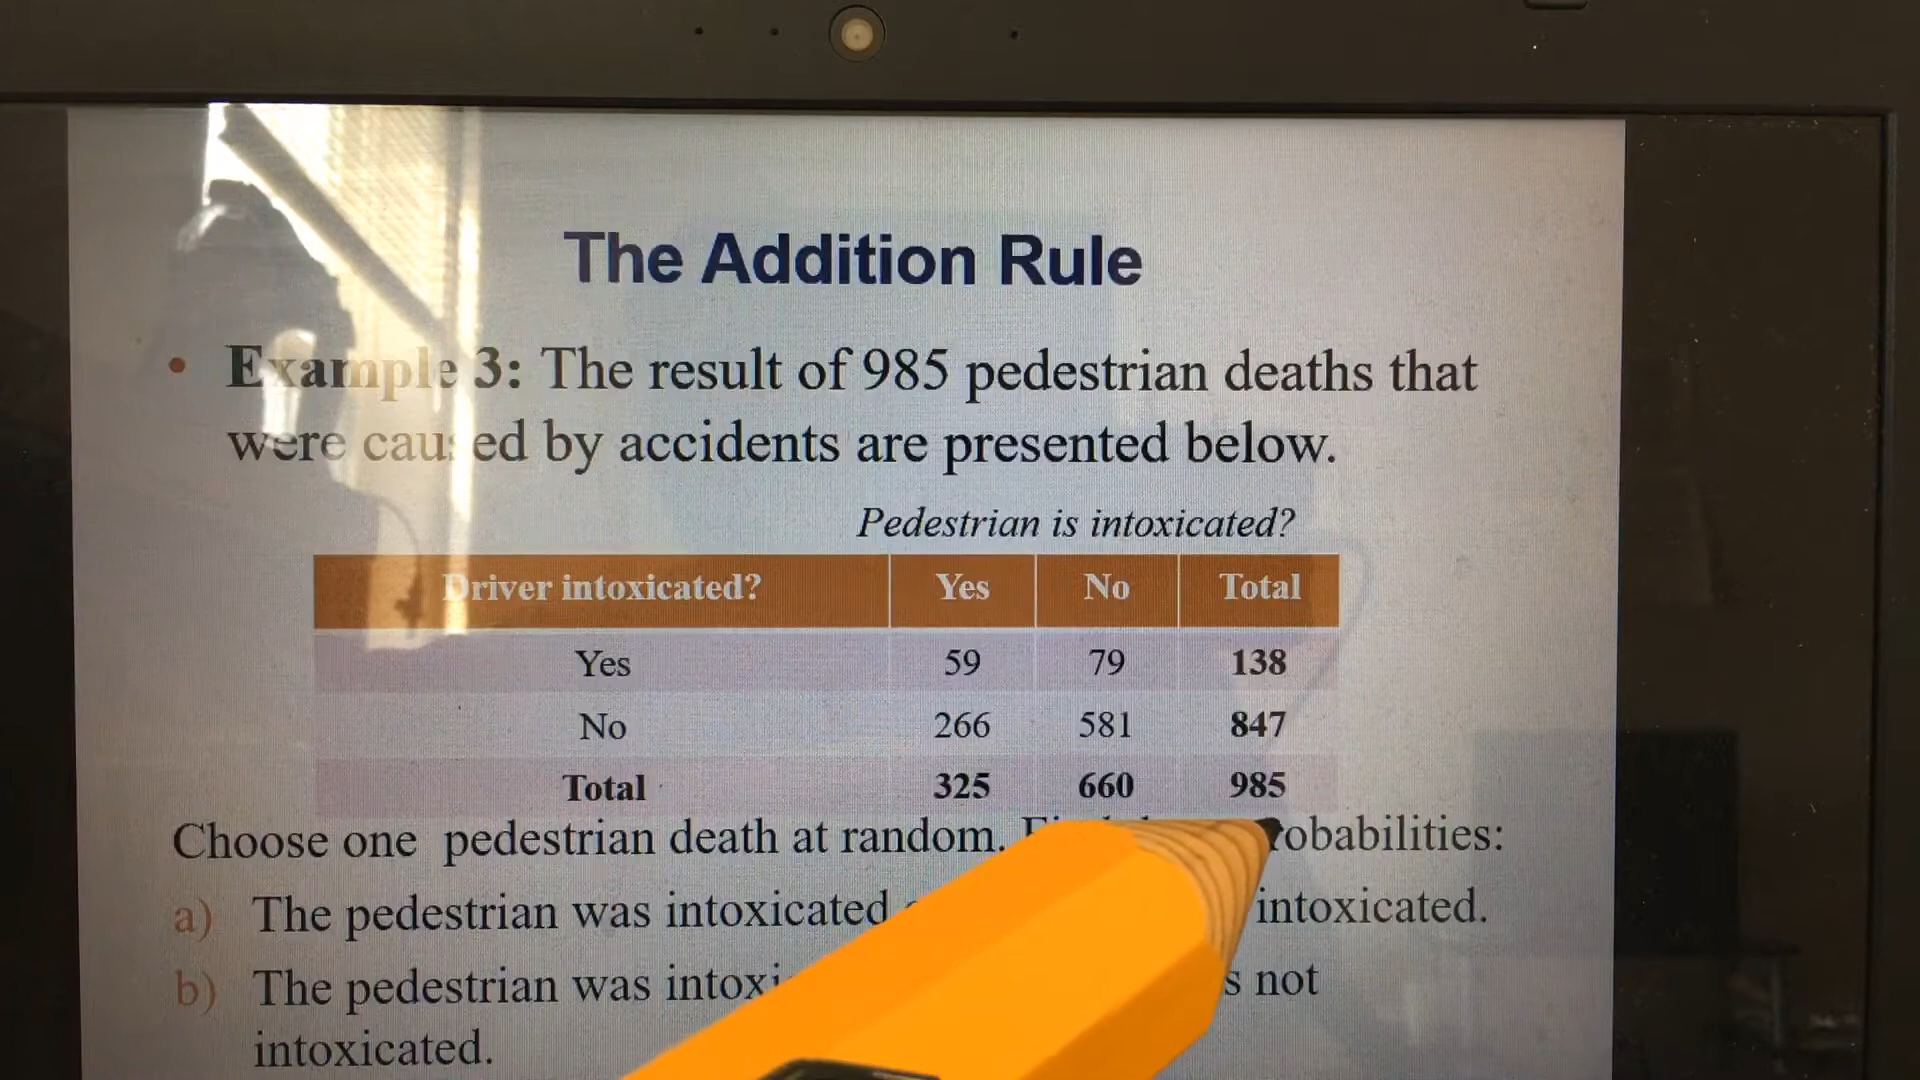 The Addition Rule
• Example 3: The result of 985 pedestrian deaths that
were caused by accidents are presented below.
Pedestrian is intoxicated?
Driver intoxicated? Yes No Total
Yes 59 79 138
No 266 581 847
Total 325 660 985
Choose one pedestrian death at random.
a) The pedestrian was intoxicated intoxicated.
b) The pedestrian was not
intoxicated.